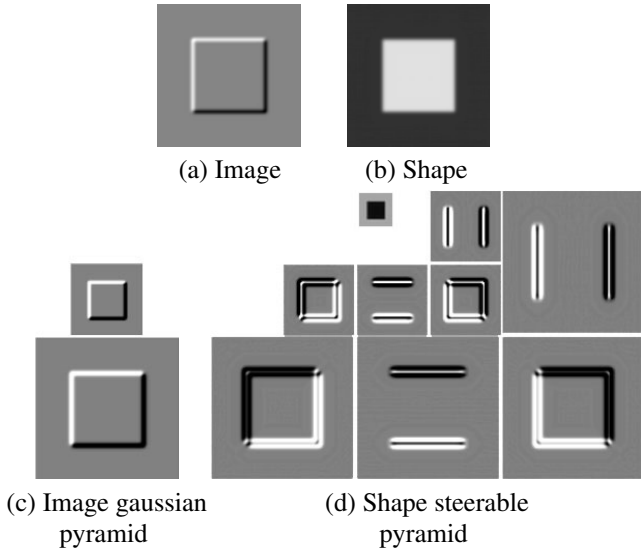 (a) Image
(b) Shape
(c) Image gaussian
pyramid
(d) Shape steerable
pyramid